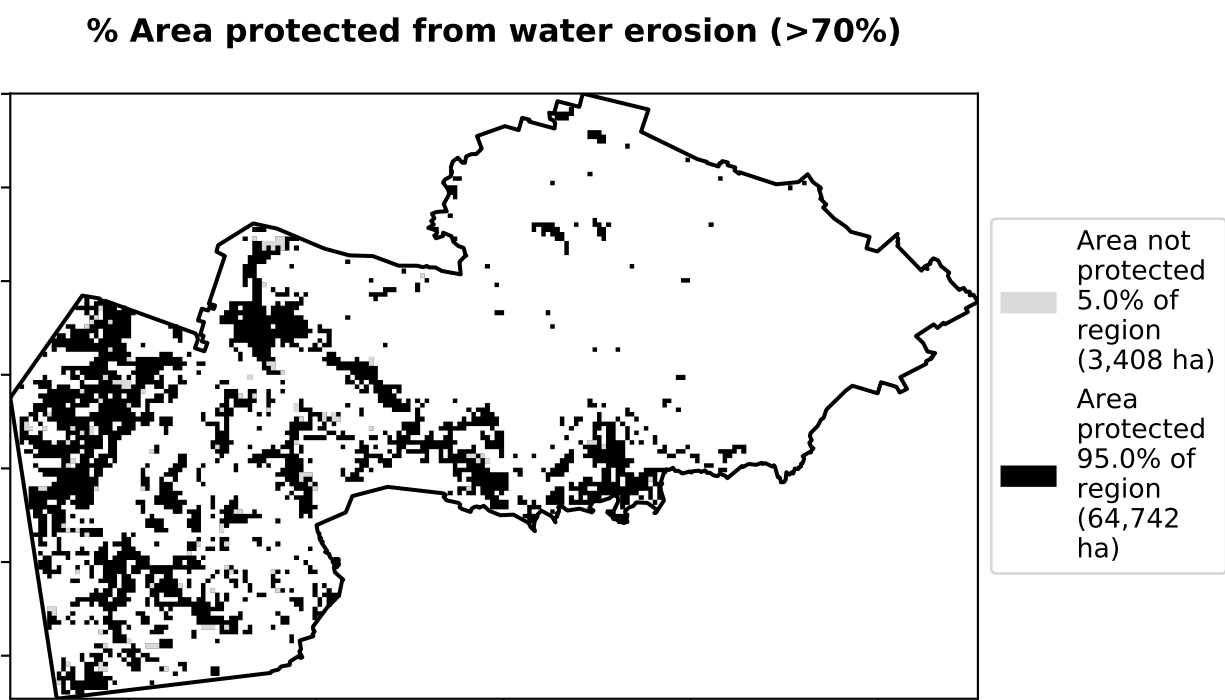 % Area protected from water erosion (>70%)
Area not
protected
5.0% of
region
(3,408 ha)
Area
protected
95.0% of
region
(64,742
ha)